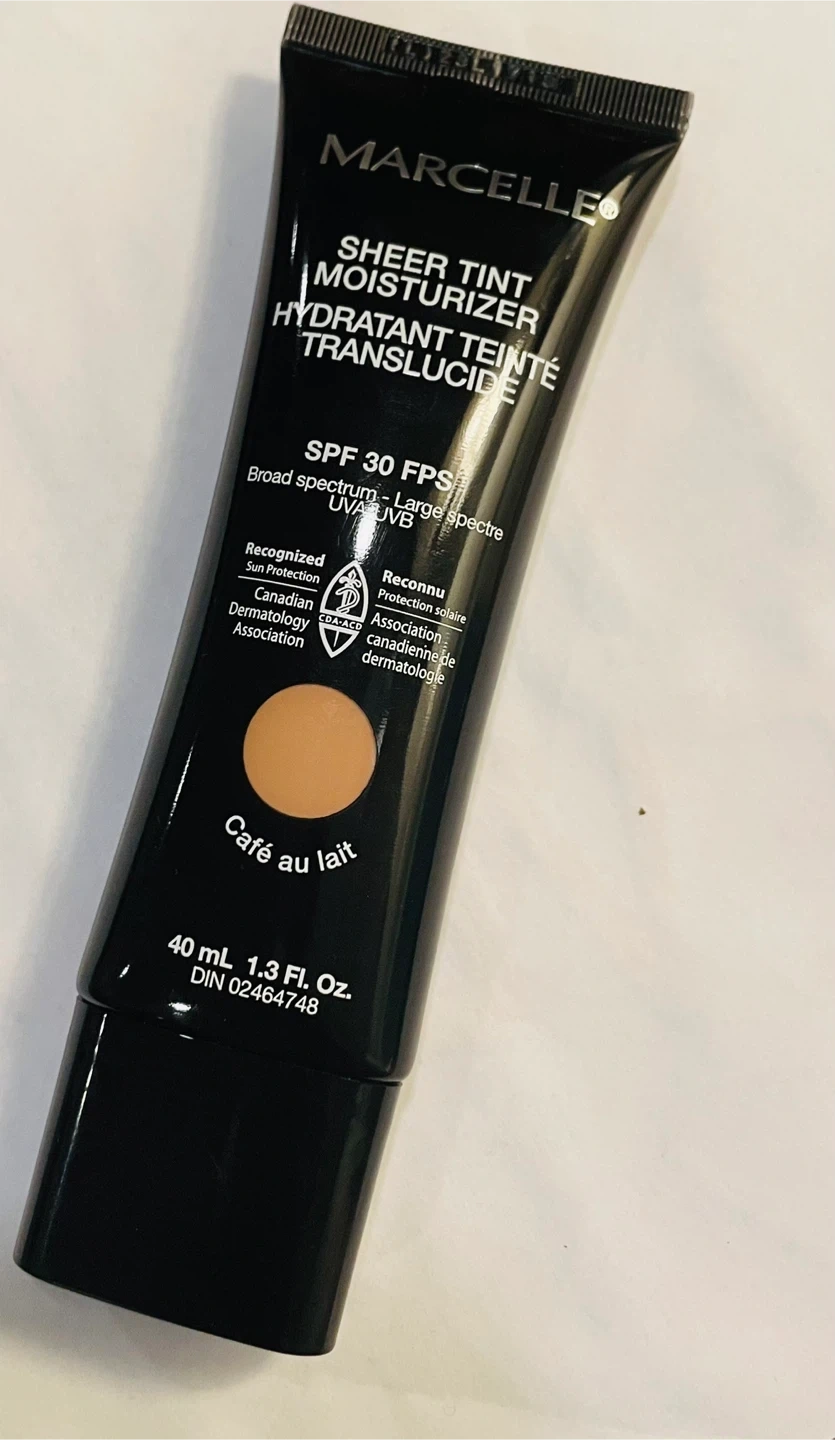 MARCELLE®
SHEER TINT
MOISTURIZER
HYDRATANT TEINTÉ
TRANSLUCIDE
SPF 30 FPS
Broad spectrum - Large spectre
UVA-UVB
Recognized
Sun Protection
Canadian
Dermatology
Association
CDA-ACD
Reconnu
Protection solaire
Association
canadienne de
dermatologie
Café au lait
40 mL 1.3 Fl. Oz.
DIN 02464748